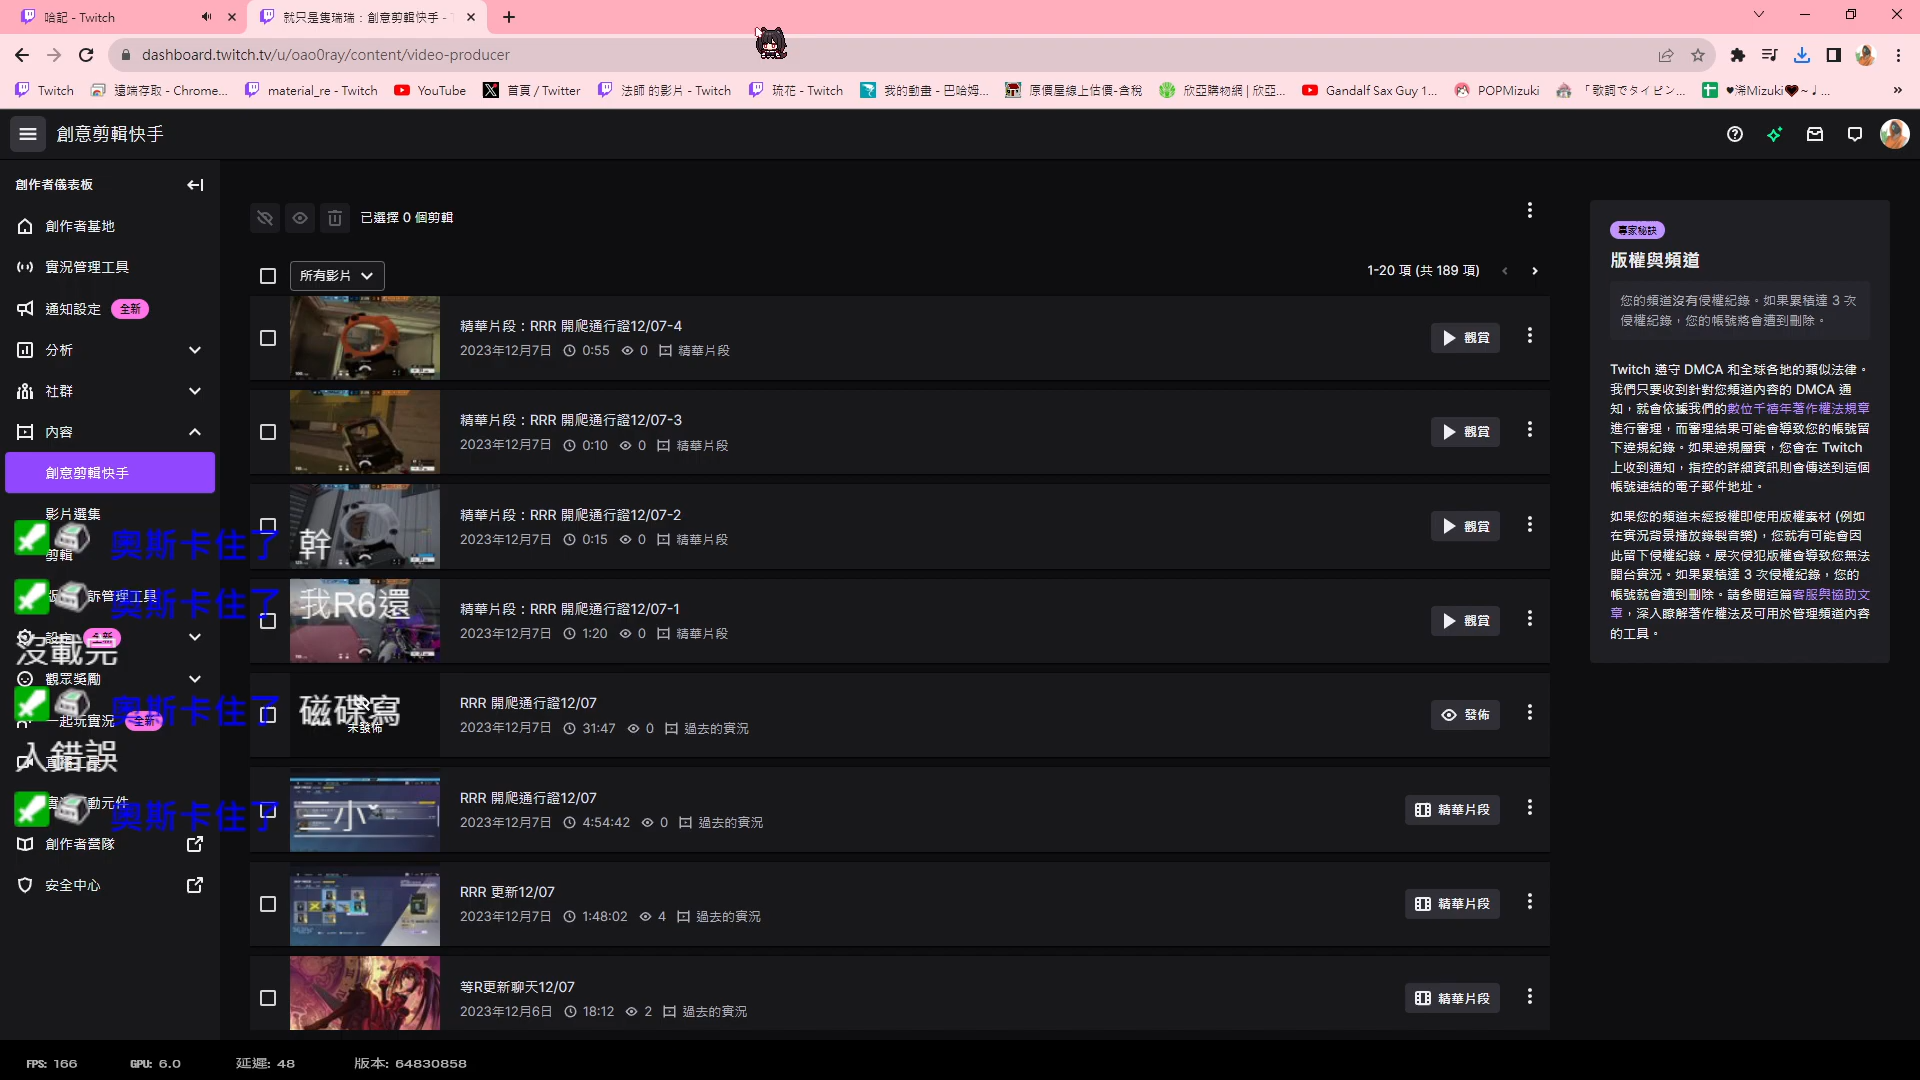 哈記 - Twitch
就只是隻瑞瑞：創意剪輯快手 -
dashboard.twitch.tv/u/oao0ray/content/video-producer
Twitch
遠端存取 - Chrome...
material_re - Twitch
YouTube
首頁 / Twitter
法師 的影片 - Twitch
琉花 - Twitch
我的動畫 - 巴哈姆...
原價屋線上估價-含稅
欣亞購物網 | 欣亞...
Gandalf Sax Guy 1...
POPMizuki
「歌詞でタイピン...
♥浠Mizuki🖤~♩...
創意剪輯快手
創作者儀表板
創作者基地
實況管理工具
通知設定 全新
分析
社群
內容
創意剪輯快手
影片選集
剪輯
訴管理工具
設定 全新
觀眾獎勵
一起玩實況 全新
創作者營隊
安全中心
奧斯卡住了 幹
奧斯卡住了 我R6還
沒載完
奧斯卡住了 磁碟寫
入錯誤
奧斯卡住了 三小ˇ
已選擇 0 個剪輯
所有影片
1-20 項 (共 189 項)
精華片段：RRR 開爬通行證12/07-4
2023年12月7日 0:55 0 精華片段
觀賞
精華片段：RRR 開爬通行證12/07-3
2023年12月7日 0:10 0 精華片段
觀賞
精華片段：RRR 開爬通行證12/07-2
2023年12月7日 0:15 0 精華片段
觀賞
精華片段：RRR 開爬通行證12/07-1
2023年12月7日 1:20 0 精華片段
觀賞
未發佈
RRR 開爬通行證12/07
2023年12月7日 31:47 0 過去的實況
發佈
RRR 開爬通行證12/07
2023年12月7日 4:54:42 0 過去的實況
精華片段
RRR 更新12/07
2023年12月7日 1:48:02 4 過去的實況
精華片段
等R更新聊天12/07
2023年12月6日 18:12 2 過去的實況
精華片段
專家秘訣
版權與頻道
您的頻道沒有侵權紀錄。如果累積達 3 次
侵權紀錄，您的帳號將會遭到刪除。
Twitch 遵守 DMCA 和全球各地的類似法律。
我們只要收到針對您頻道內容的 DMCA 通
知，就會依據我們的數位千禧年著作權法規章
進行審理，而審理結果可能會導致您的帳號留
下違規紀錄。如果違規屬實，您會在 Twitch
上收到通知，指控的詳細資訊則會傳送到這個
帳號連結的電子郵件地址。
如果您的頻道未經授權即使用版權素材 (例如
在實況背景播放錄製音樂)，您就有可能會因
此留下侵權紀錄。屢次侵犯版權會導致您無法
開台實況。如果累積達 3 次侵權紀錄，您的
帳號就會遭到刪除。請參閱這篇客服與協助文
章，深入瞭解著作權法及可用於管理頻道內容
的工具。
FPS: 166
GPU: 6.0
延遲: 48
版本: 64830858